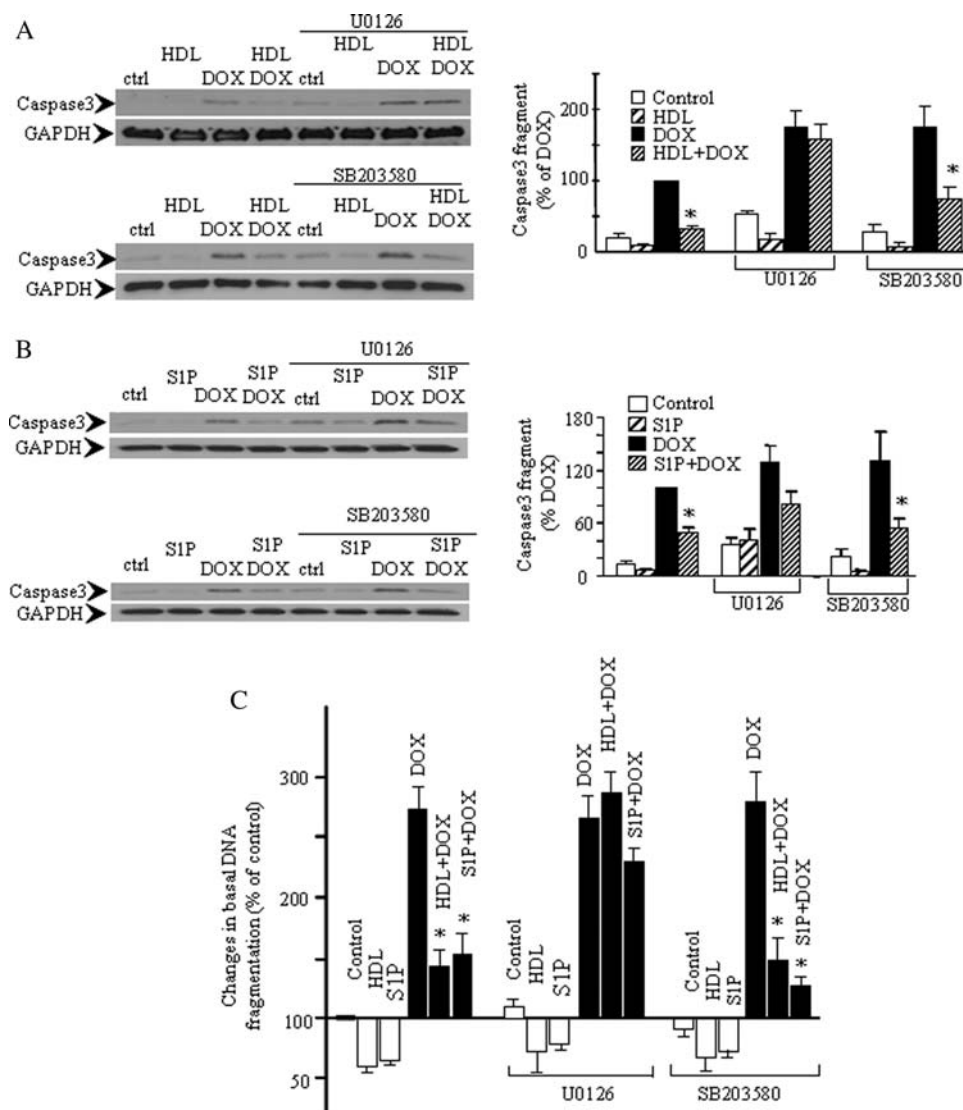 A
U0126
HDL HDL HDL HDL
ctrl DOX DOX ctrl DOX DOX
Caspase3
GAPDH
SB203580
HDL HDL HDL HDL
ctrl DOX DOX ctrl DOX DOX
Caspase3
GAPDH
Caspase3 fragment
(% of DOX)
200
100
0
Control
HDL
DOX
HDL+DOX
*
*
U0126
SB203580
B
U0126
S1P S1P S1P S1P
ctrl DOX DOX ctrl DOX DOX
Caspase3
GAPDH
SB203580
S1P S1P S1P S1P
ctrl DOX DOX ctrl DOX DOX
Caspase3
GAPDH
Caspase3 fragment
(% DOX)
180
120
60
0
Control
S1P
DOX
S1P+DOX
*
*
U0126
SB203580
C
Changes in basal DNA
fragmentation (% of control)
300
200
100
50
Control
HDL
S1P
DOX
HDL+DOX
*
S1P+DOX
*
Control
HDL
S1P
DOX
HDL+DOX
S1P+DOX
Control
HDL
S1P
DOX
HDL+DOX
*
S1P+DOX
*
U0126
SB203580